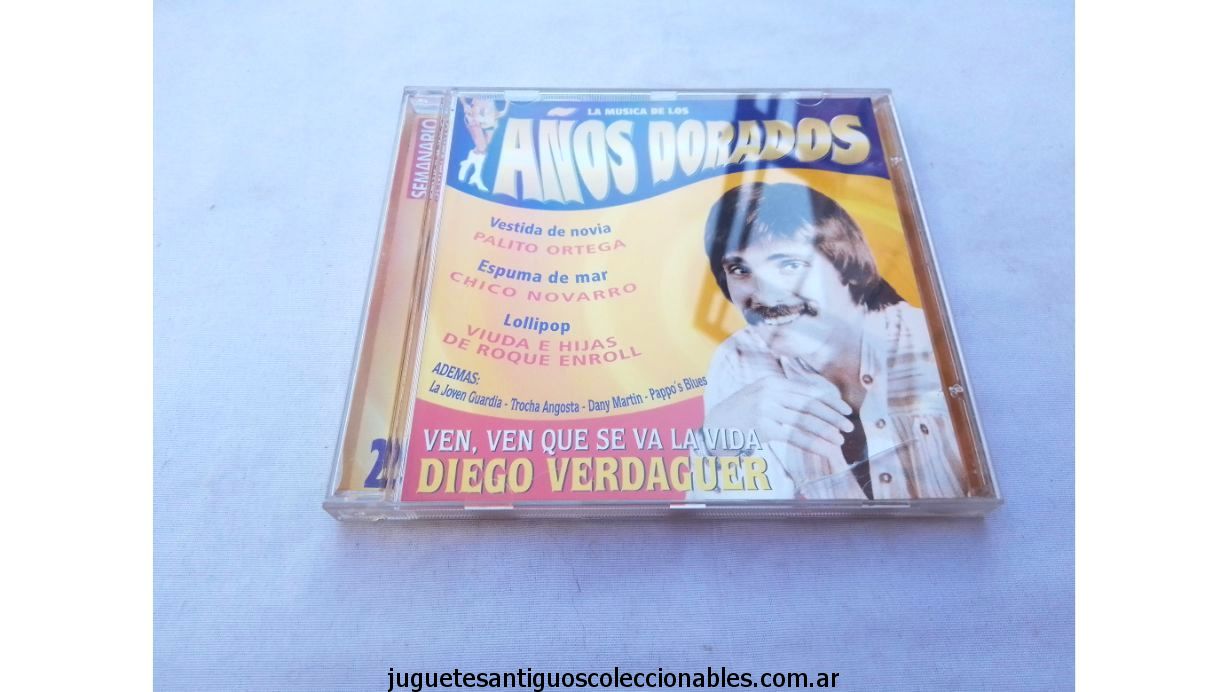 SEMANARIO
LA MÚSICA DE LOS
AÑOS DORADOS
Vestida de novia
PALITO ORTEGA
Espuma de mar
CHICO NOVARRO
Lollipop
VIUDA E HIJAS
DE ROQUE ENROLL
ADEMAS:
La Joven Guardia - Trocha Angosta - Dany Martin - Pappo's Blues
VEN, VEN QUE SE VA LA VIDA
DIEGO VERDAGUER
juguetesantiguoscoleccionables.com.ar